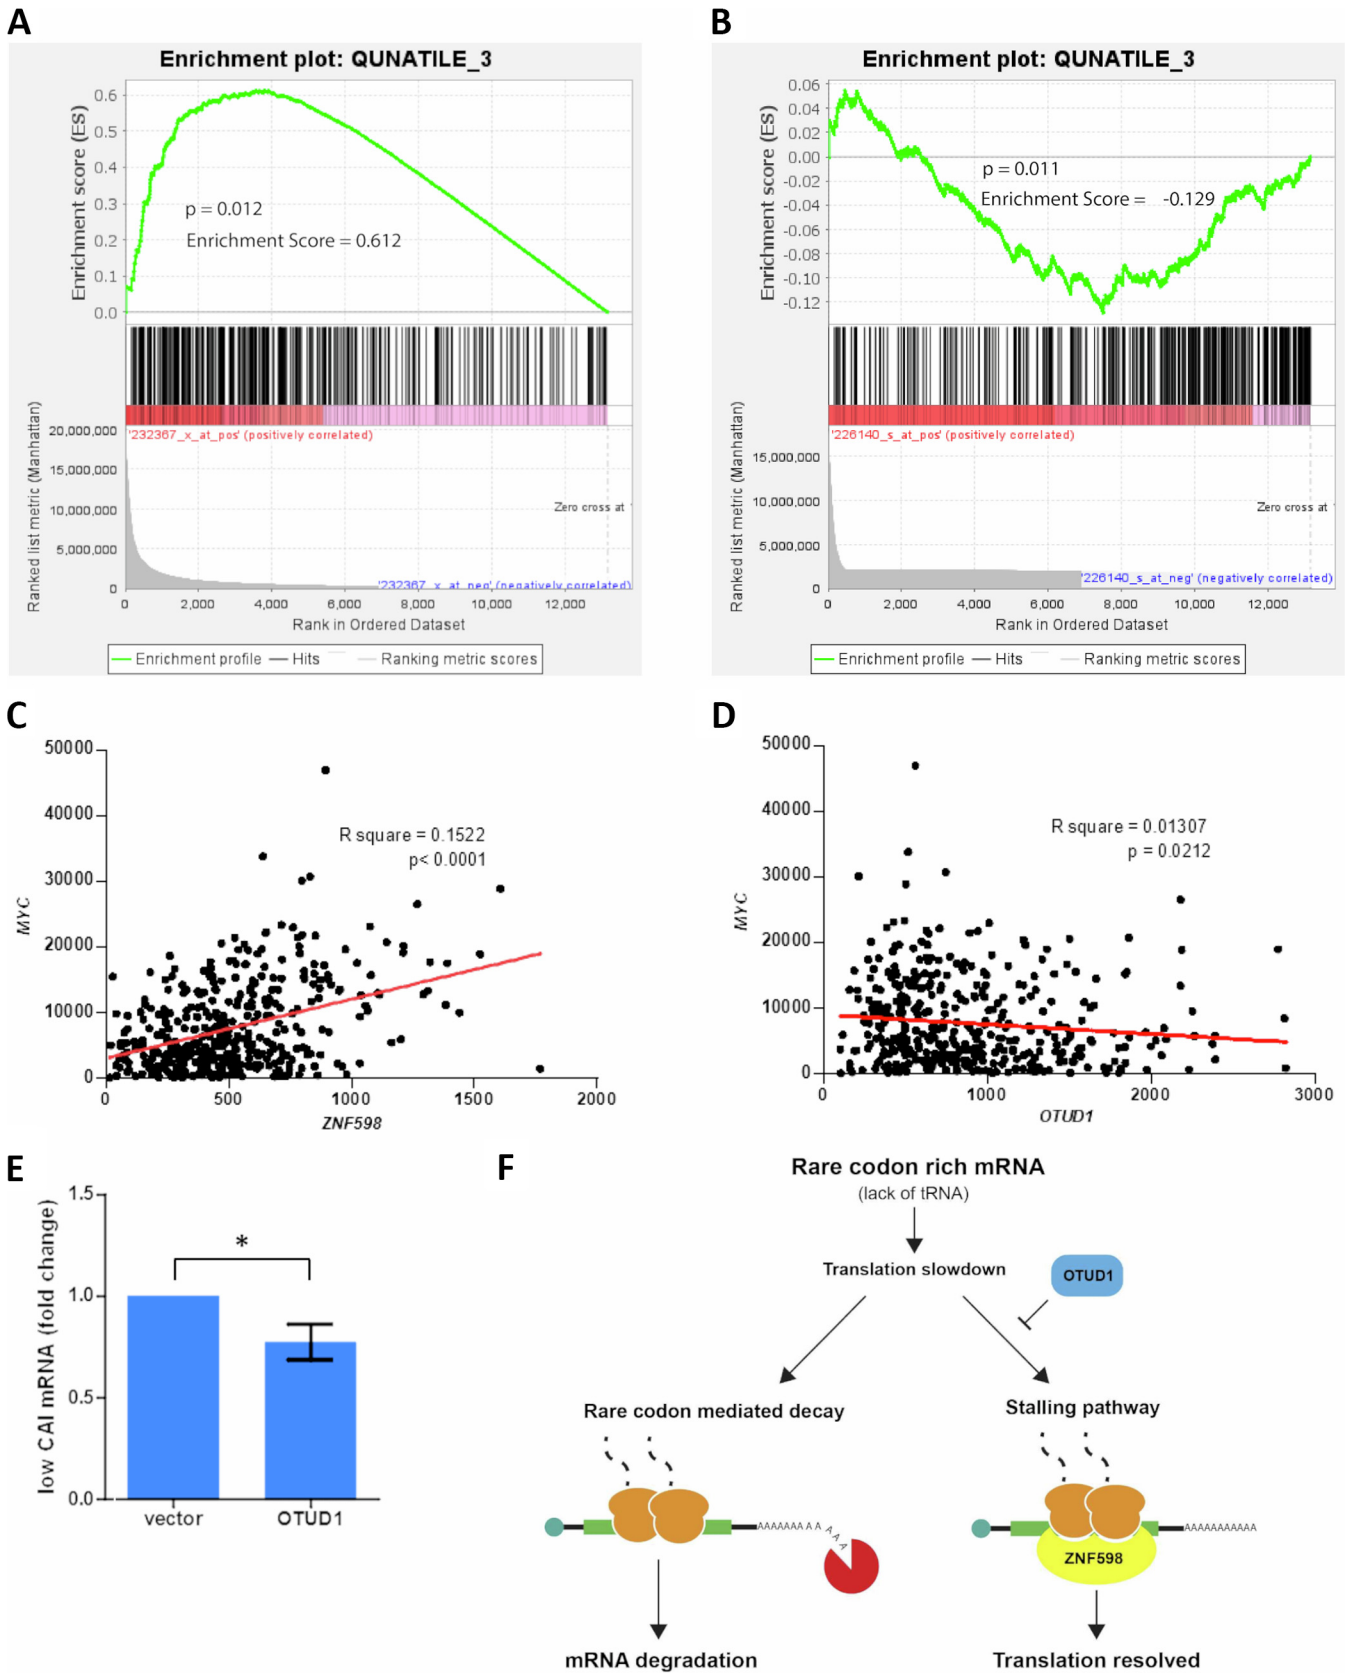 A
Enrichment plot: QUNATILE_3
Enrichment score (ES)
0.6
0.5
0.4
0.3
0.2
0.1
0.0
p = 0.012
Enrichment Score = 0.612
Ranked list metric (Manhattan)
20,000,000
15,000,000
10,000,000
5,000,000
0
'232367_x_at_pos' (positively correlated)
Zero cross at
'232367_x_at_neg' (negatively correlated)
0 2,000 4,000 6,000 8,000 10,000 12,000
Rank in Ordered Dataset
Enrichment profile Hits Ranking metric scores
B
Enrichment plot: QUNATILE_3
Enrichment score (ES)
0.06
0.04
0.02
0.00
-0.02
-0.04
-0.06
-0.08
-0.10
-0.12
p = 0.011
Enrichment Score = -0.129
Ranked list metric (Manhattan)
15,000,000
10,000,000
5,000,000
0
'226140_s_at_pos' (positively correlated)
Zero cross at
'226140_s_at_neg' (negatively correlated)
0 2,000 4,000 6,000 8,000 10,000 12,000
Rank in Ordered Dataset
Enrichment profile Hits Ranking metric scores
C
MYC
50000
40000
30000
20000
10000
0
R square = 0.1522
p< 0.0001
0 500 1000 1500 2000
ZNF598
D
MYC
50000
40000
30000
20000
10000
0
R square = 0.01307
p = 0.0212
0 1000 2000 3000
OTUD1
E
low CAI mRNA (fold change)
1.5
1.0
0.5
0.0
*
vector OTUD1
F
Rare codon rich mRNA
(lack of tRNA)
Translation slowdown
OTUD1
Rare codon mediated decay
Stalling pathway
AAAAAAA A A A A A
AAAAAAAAAAA
ZNF598
mRNA degradation
Translation resolved